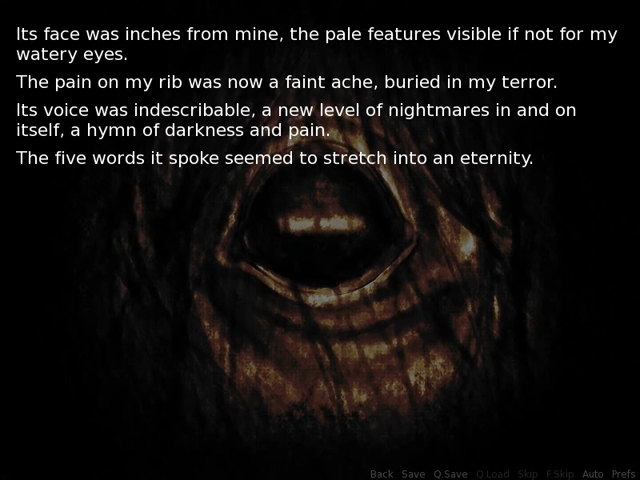 Its face was inches from mine, the pale features visible if not for my
watery eyes.
The pain on my rib was now a faint ache, buried in my terror.
Its voice was indescribable, a new level of nightmares in and on
itself, a hymn of darkness and pain.
The five words it spoke seemed to stretch into an eternity.
Back Save Q.Save Q.Load Skip F.Skip Auto Prefs